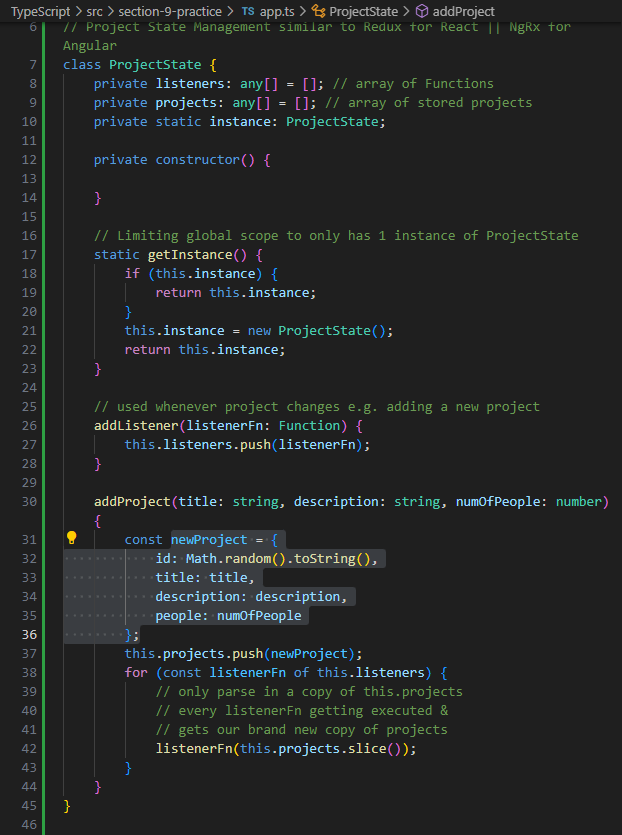 TypeScript > src > section-9-practice > TS app.ts > ProjectState > addProject
6 // Project State Management similar to Redux for React || NgRx for
Angular
7 class ProjectState {
8     private listeners: any[] = []; // array of Functions
9     private projects: any[] = []; // array of stored projects
10     private static instance: ProjectState;
11
12     private constructor() {
13
14     }
15
16     // Limiting global scope to only has 1 instance of ProjectState
17     static getInstance() {
18         if (this.instance) {
19             return this.instance;
20         }
21         this.instance = new ProjectState();
22         return this.instance;
23     }
24
25     // used whenever project changes e.g. adding a new project
26     addListener(listenerFn: Function) {
27         this.listeners.push(listenerFn);
28     }
29
30     addProject(title: string, description: string, numOfPeople: number)
{
31         const newProject = {
32             id: Math.random().toString(),
33             title: title,
34             description: description,
35             people: numOfPeople
36         };
37         this.projects.push(newProject);
38         for (const listenerFn of this.listeners) {
39             // only parse in a copy of this.projects
40             // every listenerFn getting executed &
41             // gets our brand new copy of projects
42             listenerFn(this.projects.slice());
43         }
44     }
45 }
46